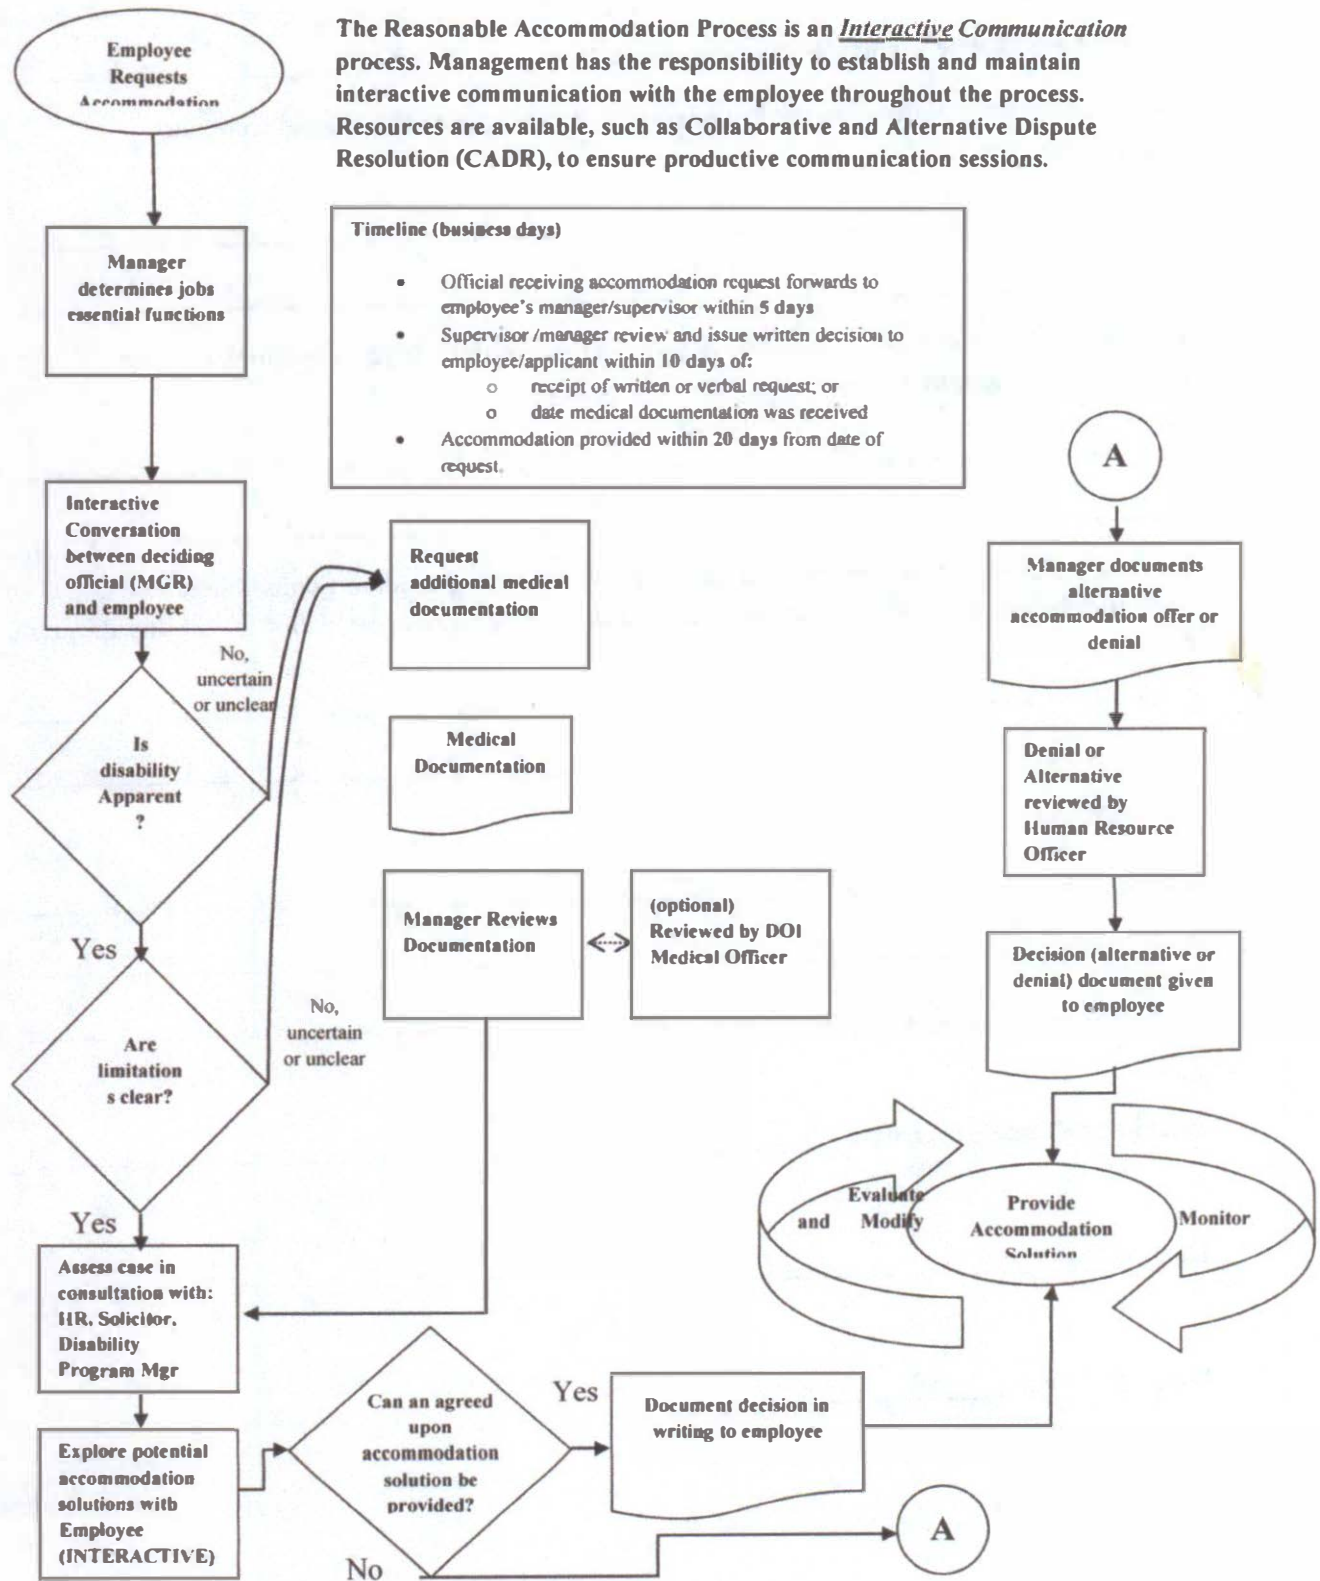 Employee
Requests
Accommodation
The Reasonable Accommodation Process is an Interactive Communication
process. Management has the responsibility to establish and maintain
interactive communication with the employee throughout the process.
Resources are available, such as Collaborative and Alternative Dispute
Resolution (CADR), to ensure productive communication sessions.
Timeline (business days)
• Official receiving accommodation request forwards to
employee's manager/supervisor within 5 days
• Supervisor /manager review and issue written decision to
employee/applicant within 10 days of:
o receipt of written or verbal request; or
o date medical documentation was received
• Accommodation provided within 20 days from date of
request.
Manager
determines jobs
essential functions
Interactive
Conversation
between deciding
official (MGR)
and employee
No,
uncertain
or unclear
Request
additional medical
documentation
Is
disability
Apparent
?
Medical
Documentation
Yes
Manager Reviews
Documentation
(optional)
Reviewed by DOI
Medical Officer
No,
uncertain
or unclear
Are
limitation
s clear?
Yes
Assess case in
consultation with:
HR, Solicitor,
Disability
Program Mgr
Explore potential
accommodation
solutions with
Employee
(INTERACTIVE)
Can an agreed
upon
accommodation
solution be
provided?
Yes
Document decision in
writing to employee
No
A
A
Manager documents
alternative
accommodation offer or
denial
Denial or
Alternative
reviewed by
Human Resource
Officer
Decision (alternative or
denial) document given
to employee
Evaluate
and Modify
Provide
Accommodation
Solution
Monitor